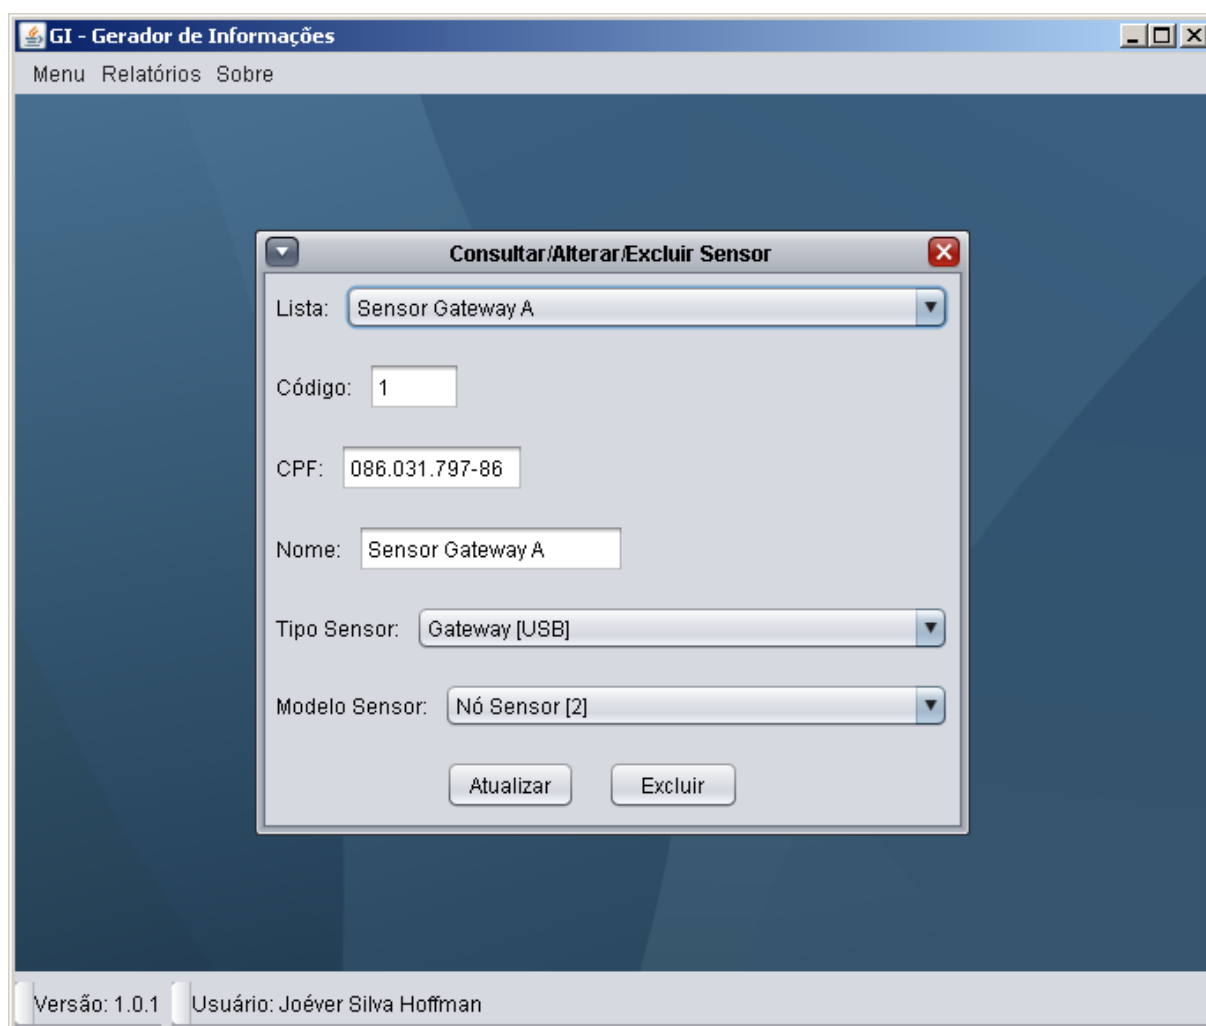 GI - Gerador de Informações
Menu Relatórios Sobre
Consultar/Alterar/Excluir Sensor
Lista: Sensor Gateway A
Código: 1
CPF: 086.031.797-86
Nome: Sensor Gateway A
Tipo Sensor: Gateway [USB]
Modelo Sensor: Nó Sensor [2]
Atualizar Excluir
Versão: 1.0.1 Usuário: Joéver Silva Hoffman